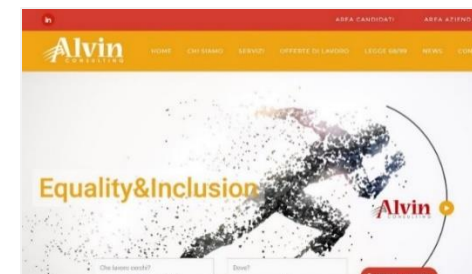 in
AREA CANDIDATI AREA AZIEND
Alvin
CONSULTING
HOME CHI SIAMO SERVIZI OFFERTE DI LAVORO LEGGE 68/99 NEWS CON
Equality&Inclusion
Alvin
CONSULTING
Che lavoro cerchi?
Dove?